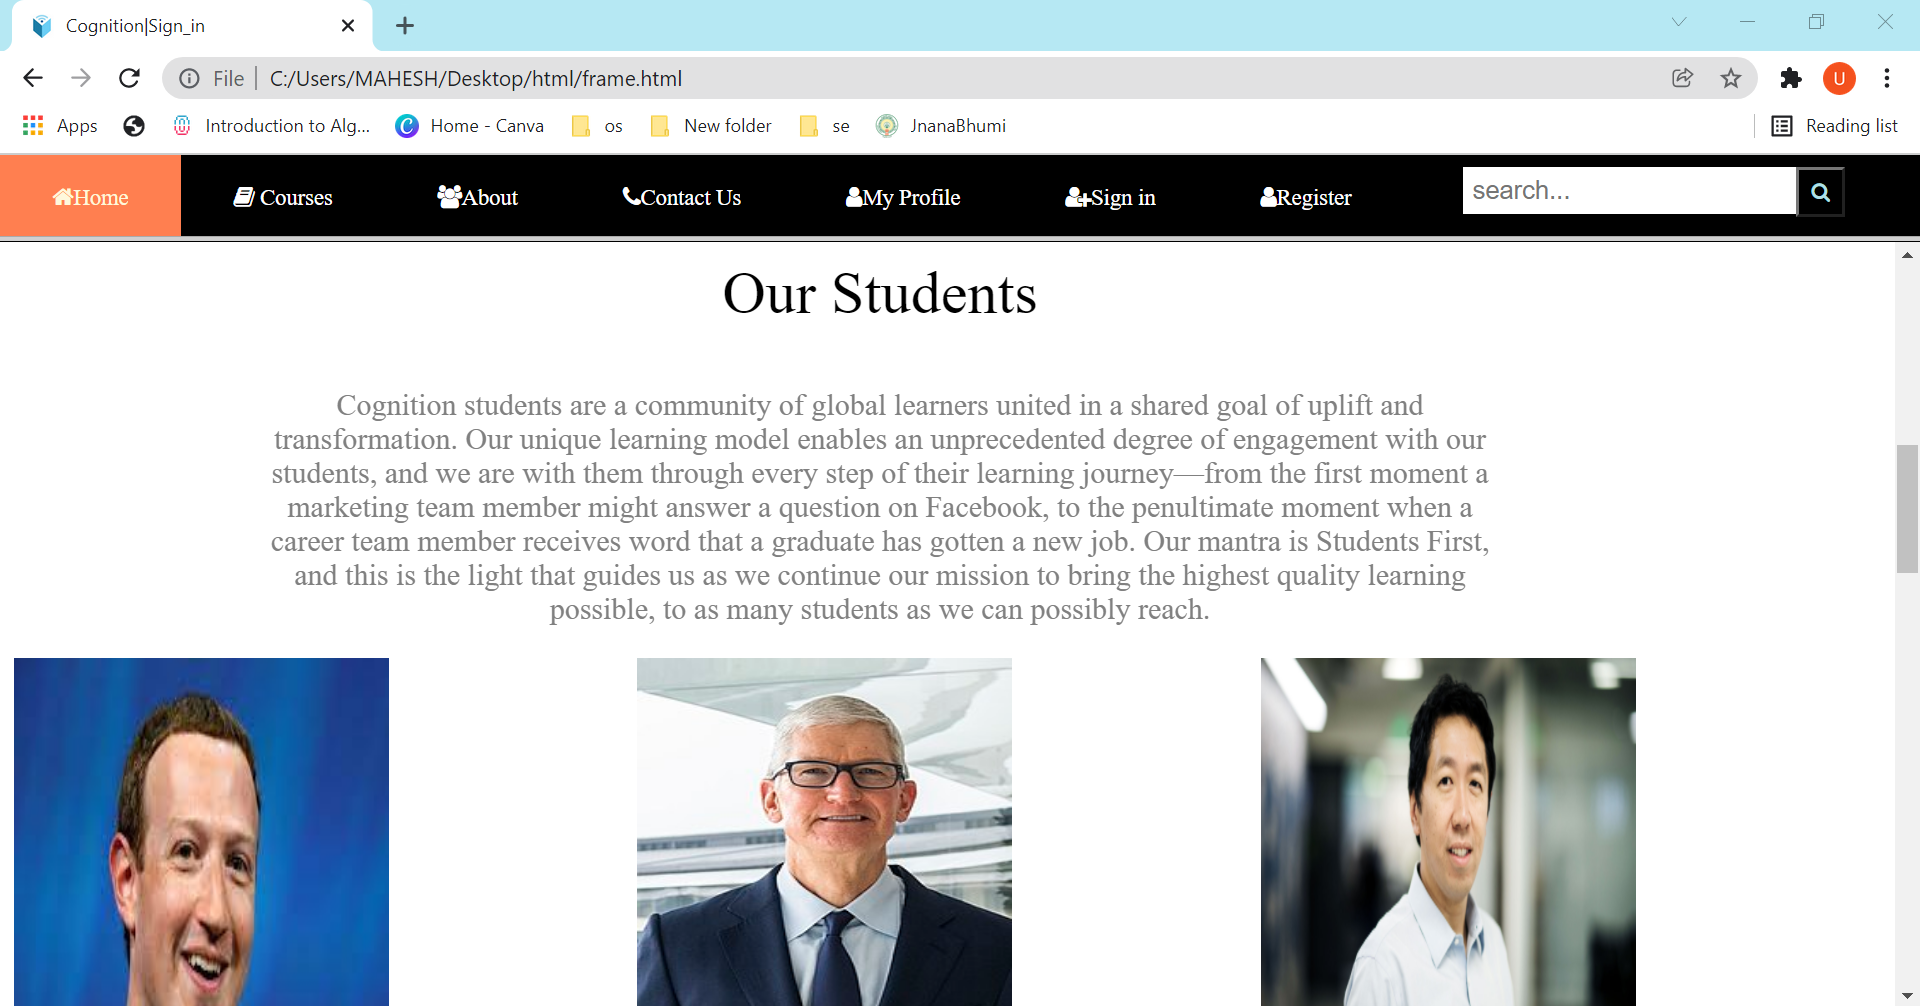 Cognition|Sign_in
File
C:/Users/MAHESH/Desktop/html/frame.html
U
Apps
Introduction to Alg...
Home - Canva
os
New folder
se
JnanaBhumi
Reading list
Home
Courses
About
Contact Us
My Profile
Sign in
Register
search...
Our Students
Cognition students are a community of global learners united in a shared goal of uplift and
transformation. Our unique learning model enables an unprecedented degree of engagement with our
students, and we are with them through every step of their learning journey—from the first moment a
marketing team member might answer a question on Facebook, to the penultimate moment when a
career team member receives word that a graduate has gotten a new job. Our mantra is Students First,
and this is the light that guides us as we continue our mission to bring the highest quality learning
possible, to as many students as we can possibly reach.